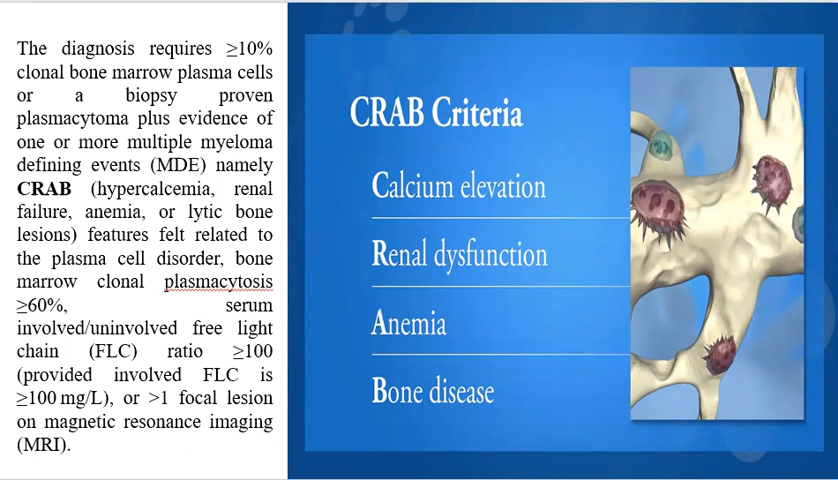 The diagnosis requires ≥10%
clonal bone marrow plasma cells
or a biopsy proven
plasmacytoma plus evidence of
one or more multiple myeloma
defining events (MDE) namely
CRAB (hypercalcemia, renal
failure, anemia, or lytic bone
lesions) features felt related to
the plasma cell disorder, bone
marrow clonal plasmacytosis
≥60%, serum
involved/uninvolved free light
chain (FLC) ratio ≥100
(provided involved FLC is
≥100 mg/L), or >1 focal lesion
on magnetic resonance imaging
(MRI).
CRAB Criteria
Calcium elevation
Renal dysfunction
Anemia
Bone disease